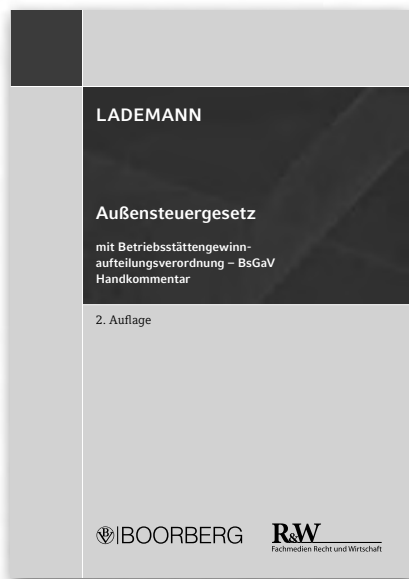 LADEMANN
Außensteuergesetz
mit Betriebsstättengewinn-
aufteilungsverordnung – BsGaV
Handkommentar
2. Auflage
BOORBERG
R&W
Fachmedien Recht und Wirtschaft